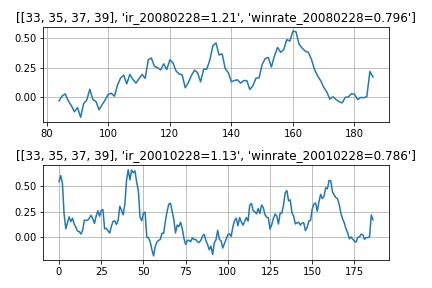 [[33, 35, 37, 39], 'ir_20080228=1.21', 'winrate_20080228=0.796']
0.50
0.25
0.00
80 100 120 140 160 180
[[33, 35, 37, 39], 'ir_20010228=1.13', 'winrate_20010228=0.786']
0.50
0.25
0.00
0 25 50 75 100 125 150 175